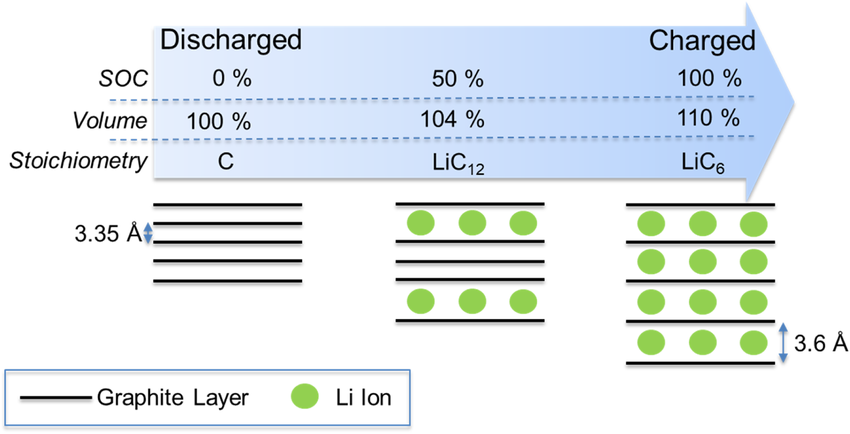 Discharged Charged
SOC 0 % 50 % 100 %
Volume 100 % 104 % 110 %
Stoichiometry C LiC₁₂ LiC₆
3.35 Å
3.6 Å
Graphite Layer Li Ion